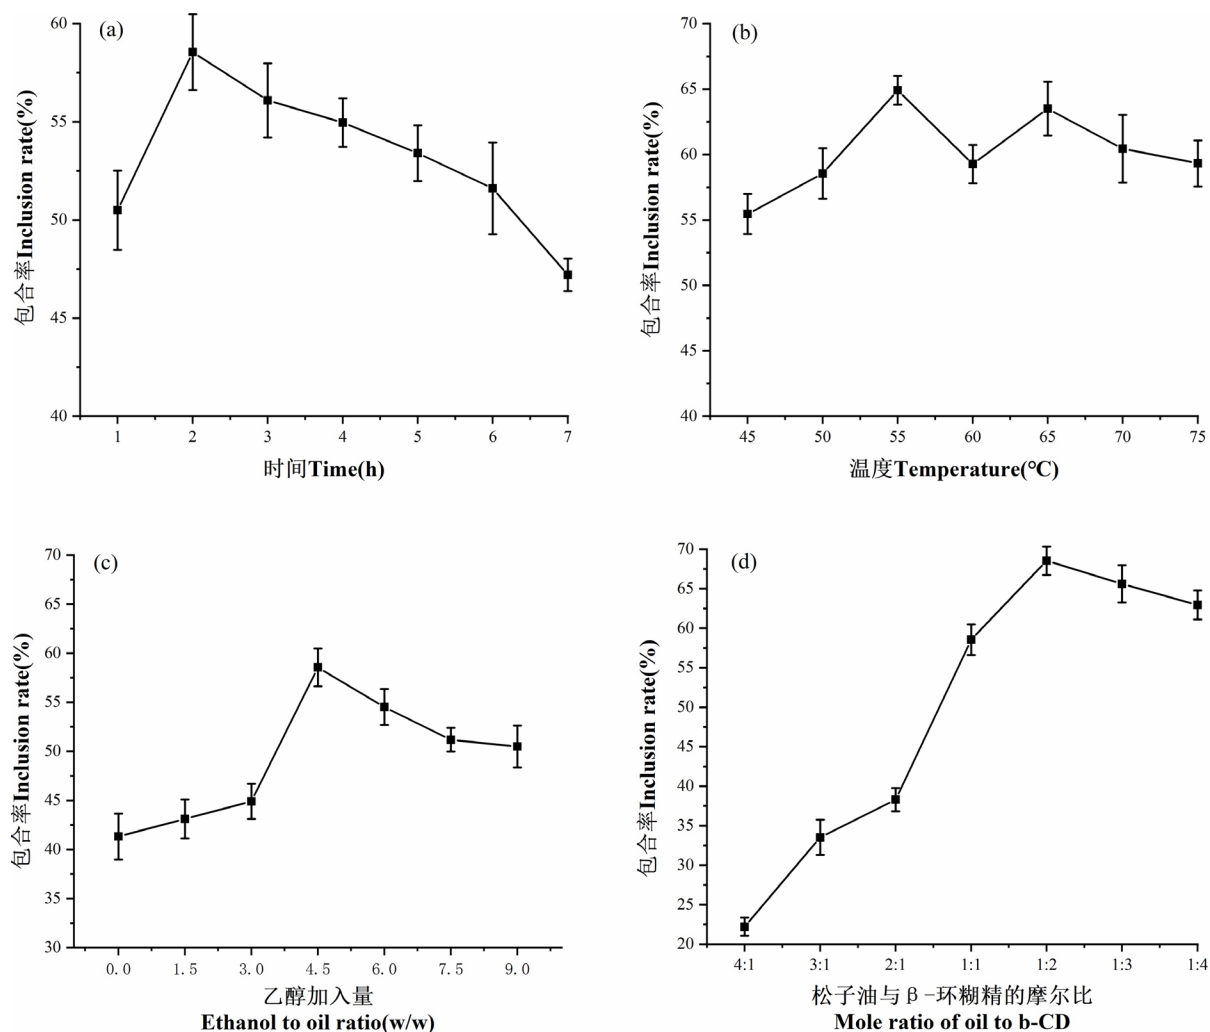 (a)
60
55
50
45
40
1 2 3 4 5 6 7
时间Time(h)
包合率Inclusion rate(%)
(b)
70
65
60
55
50
45
40
45 50 55 60 65 70 75
温度Temperature(℃)
包合率Inclusion rate(%)
(c)
70
65
60
55
50
45
40
35
30
0.0 1.5 3.0 4.5 6.0 7.5 9.0
乙醇加入量
Ethanol to oil ratio(w/w)
包合率Inclusion rate(%)
(d)
70
65
60
55
50
45
40
35
30
25
20
4:1 3:1 2:1 1:1 1:2 1:3 1:4
松子油与β-环糊精的摩尔比
Mole ratio of oil to b-CD
包合率Inclusion rate(%)